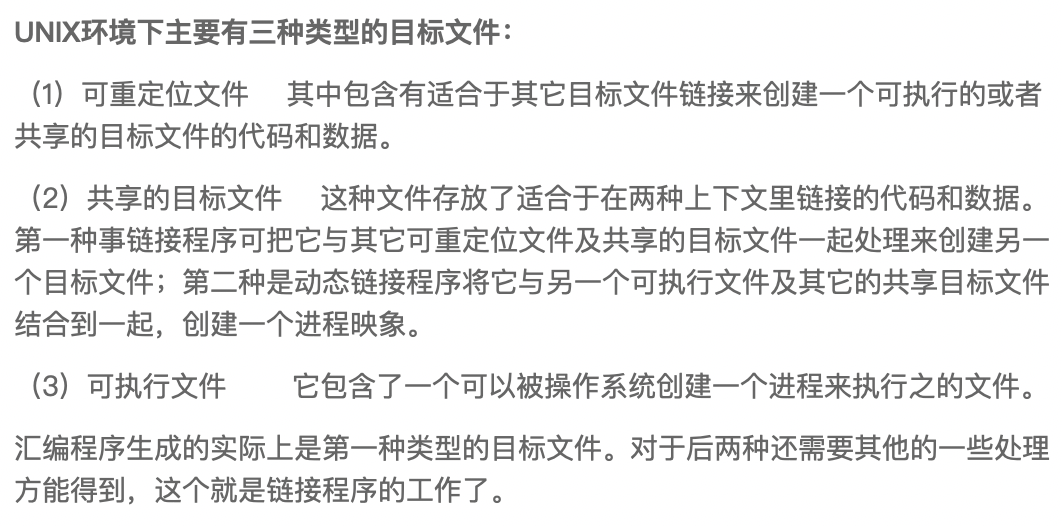 UNIX环境下主要有三种类型的目标文件：
（1）可重定位文件 其中包含有适合于其它目标文件链接来创建一个可执行的或者
共享的目标文件的代码和数据。
（2）共享的目标文件 这种文件存放了适合于在两种上下文里链接的代码和数据。
第一种事链接程序可把它与其它可重定位文件及共享的目标文件一起处理来创建另一
个目标文件；第二种是动态链接程序将它与另一个可执行文件及其它的共享目标文件
结合到一起，创建一个进程映象。
（3）可执行文件 它包含了一个可以被操作系统创建一个进程来执行之的文件。
汇编程序生成的实际上是第一种类型的目标文件。对于后两种还需要其他的一些处理
方能得到，这个就是链接程序的工作了。